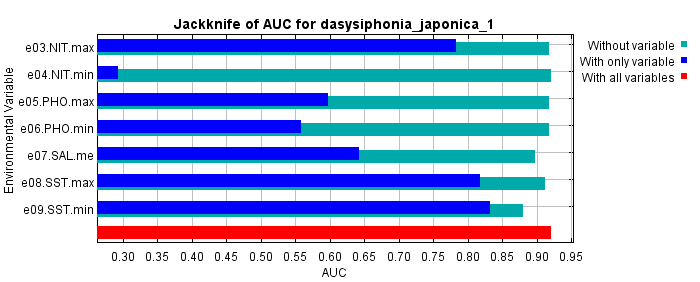 Jackknife of AUC for dasysiphonia_japonica_1
Environmental Variable
e03.NIT.max
e04.NIT.min
e05.PHO.max
e06.PHO.min
e07.SAL.me
e08.SST.max
e09.SST.min
0.30 0.35 0.40 0.45 0.50 0.55 0.60 0.65 0.70 0.75 0.80 0.85 0.90 0.95
AUC
Without variable
With only variable
With all variables